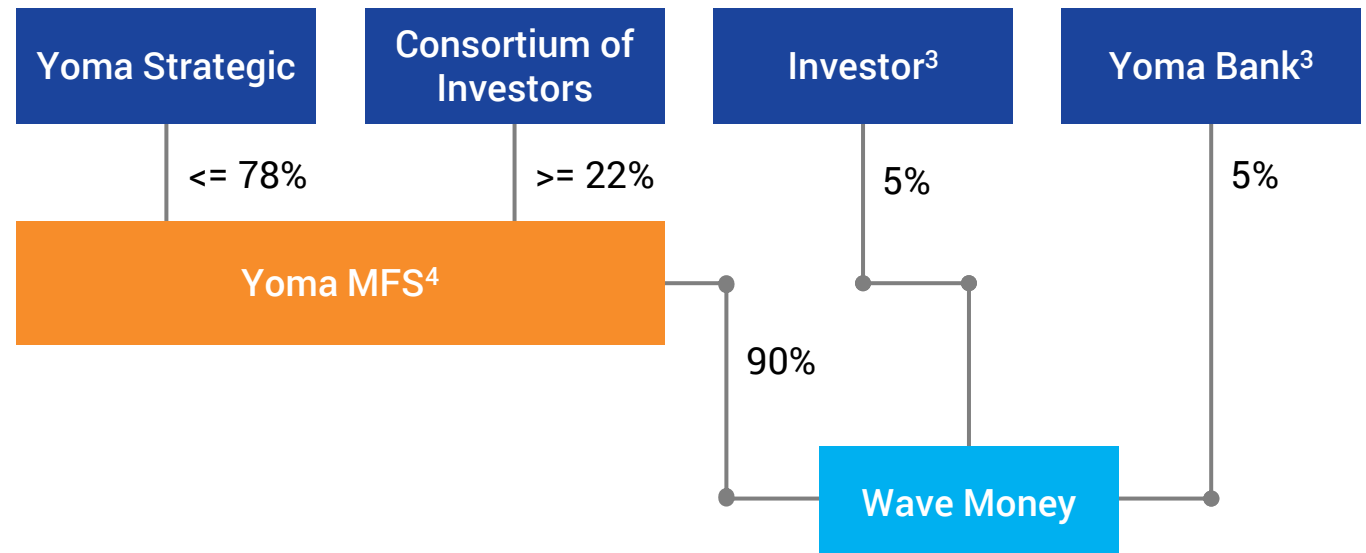 Yoma Strategic
Consortium of
Investors
Investor³
Yoma Bank³
<= 78%
>= 22%
5%
5%
Yoma MFS⁴
90%
Wave Money